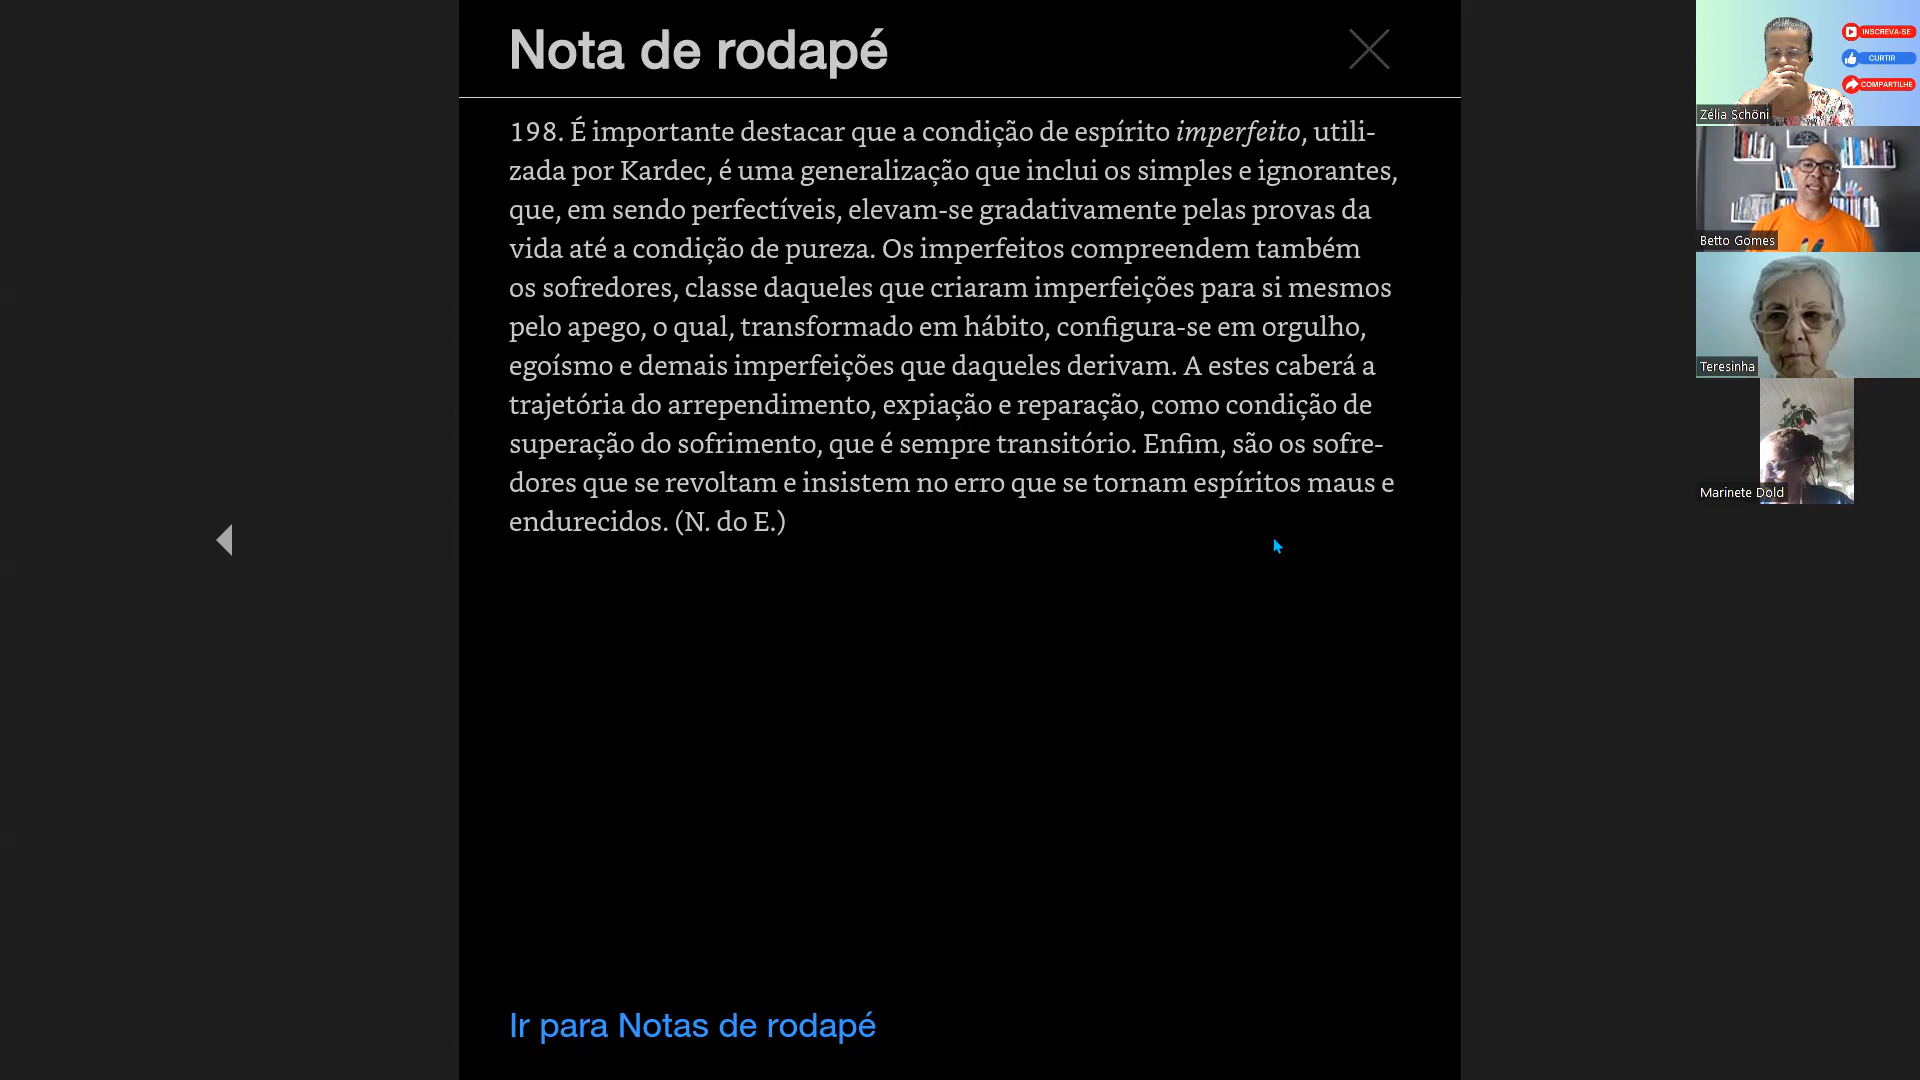 Nota de rodapé
198. É importante destacar que a condição de espírito imperfeito, utili-
zada por Kardec, é uma generalização que inclui os simples e ignorantes,
que, em sendo perfectíveis, elevam-se gradativamente pelas provas da
vida até a condição de pureza. Os imperfeitos compreendem também
os sofredores, classe daqueles que criaram imperfeições para si mesmos
pelo apego, o qual, transformado em hábito, configura-se em orgulho,
egoísmo e demais imperfeições que daqueles derivam. A estes caberá a
trajetória do arrependimento, expiação e reparação, como condição de
superação do sofrimento, que é sempre transitório. Enfim, são os sofre-
dores que se revoltam e insistem no erro que se tornam espíritos maus e
endurecidos. (N. do E.)
Ir para Notas de rodapé
INSCREVA-SE
CURTIR
COMPARTILHE
Zélia Schöni
Betto Gomes
Teresinha
Marinete Dold